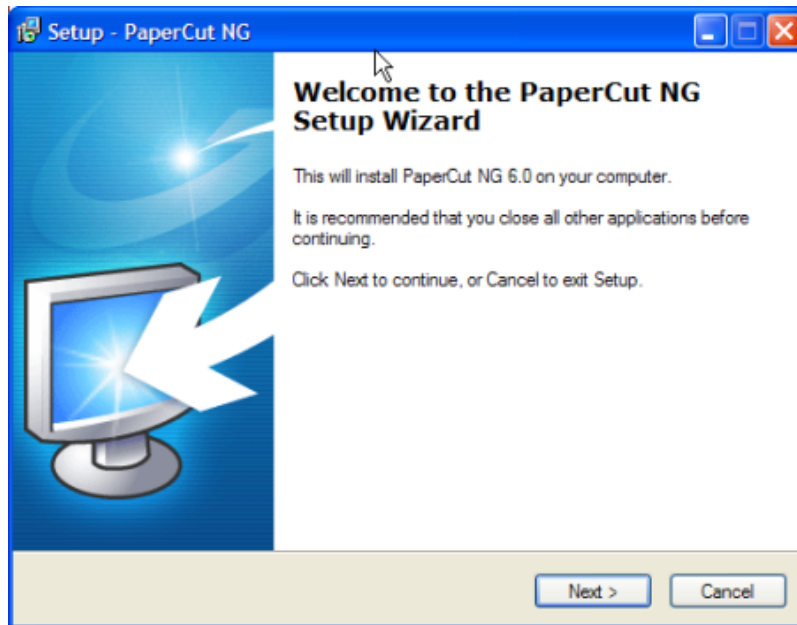 Setup - PaperCut NG
Welcome to the PaperCut NG
Setup Wizard
This will install PaperCut NG 6.0 on your computer.
It is recommended that you close all other applications before
continuing.
Click Next to continue, or Cancel to exit Setup.
Next >
Cancel